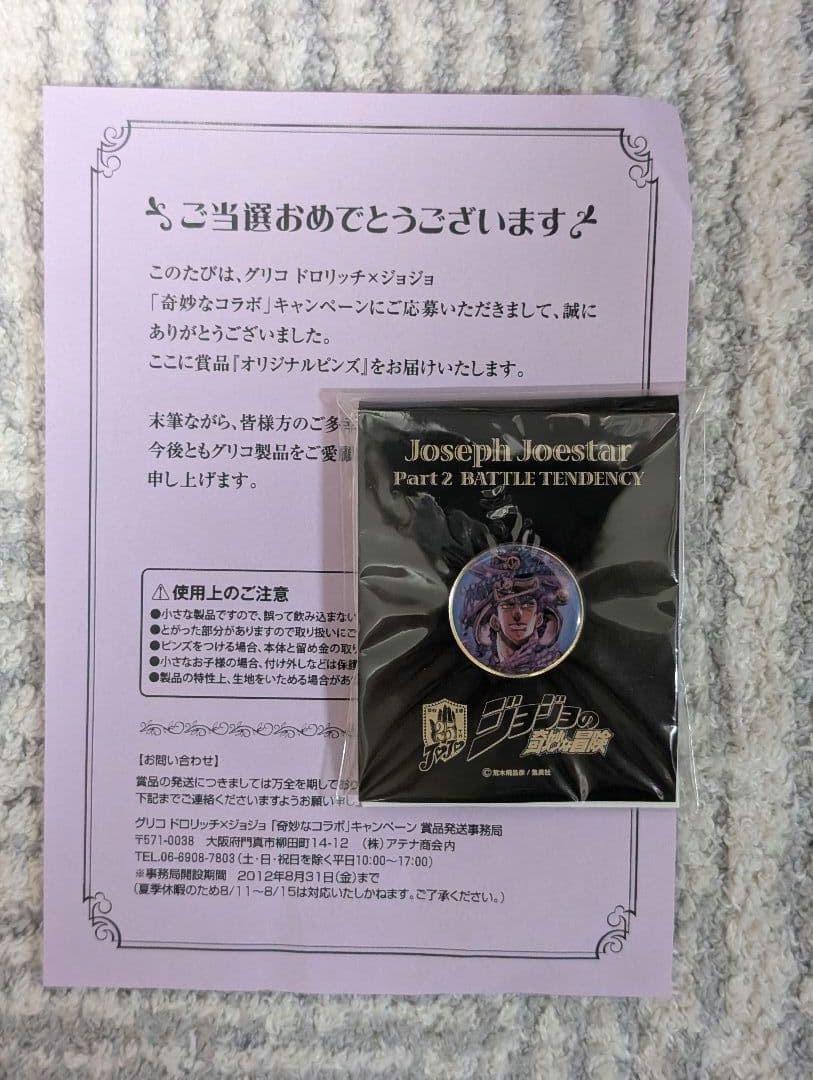 ご当選おめでとうございます
このたびは、グリコ ドロリッチ×ジョジョ
「奇妙なコラボ」キャンペーンにご応募いただきまして、誠に
ありがとうございました。
ここに賞品『オリジナルピンズ』をお届けいたします。
末筆ながら、皆様方のご多幸
今後ともグリコ製品をご愛顧
申し上げます。
⚠使用上のご注意
●小さな製品ですので、誤って飲み込まない
●とがった部分がありますので取り扱いにご
●ピンズをつける場合、本体と留め金の取り
●小さなお子様の場合、付け外しなどは保護
●製品の特性上、生地をいためる場合があ
【お問い合わせ】
賞品の発送につきましては万全を期してお
下記までご連絡くださいますようお願い申し
グリコ ドロリッチ×ジョジョ「奇妙なコラボ」キャンペーン 賞品発送事務局
〒571-0038 大阪府門真市柳田町14-12 (株)アテナ商会内
TEL.06-6908-7803(土・日・祝日を除く平日10:00〜17:00)
※事務局開設期間 2012年8月31日(金)まで
(夏季休暇のため8/11〜8/15は対応いたしかねます。ご了承ください。)
Joseph Joestar
Part 2 BATTLE TENDENCY
25
JOJO
ジョジョの
奇妙な冒険
©荒木飛呂彦/集英社